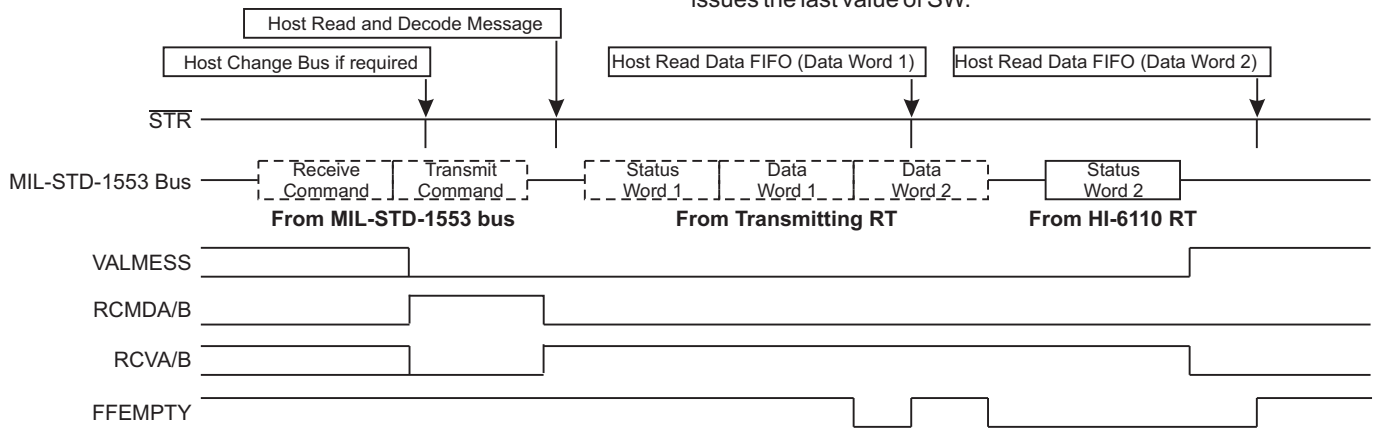 issues the last value of SW.
Host Read and Decode Message
Host Change Bus if required
Host Read Data FIFO (Data Word 1)
Host Read Data FIFO (Data Word 2)
STR
MIL-STD-1553 Bus
Receive
Command
Transmit
Command
Status
Word 1
Data
Word 1
Data
Word 2
Status
Word 2
From MIL-STD-1553 bus
From Transmitting RT
From HI-6110 RT
VALMESS
RCMDA/B
RCVA/B
FFEMPTY